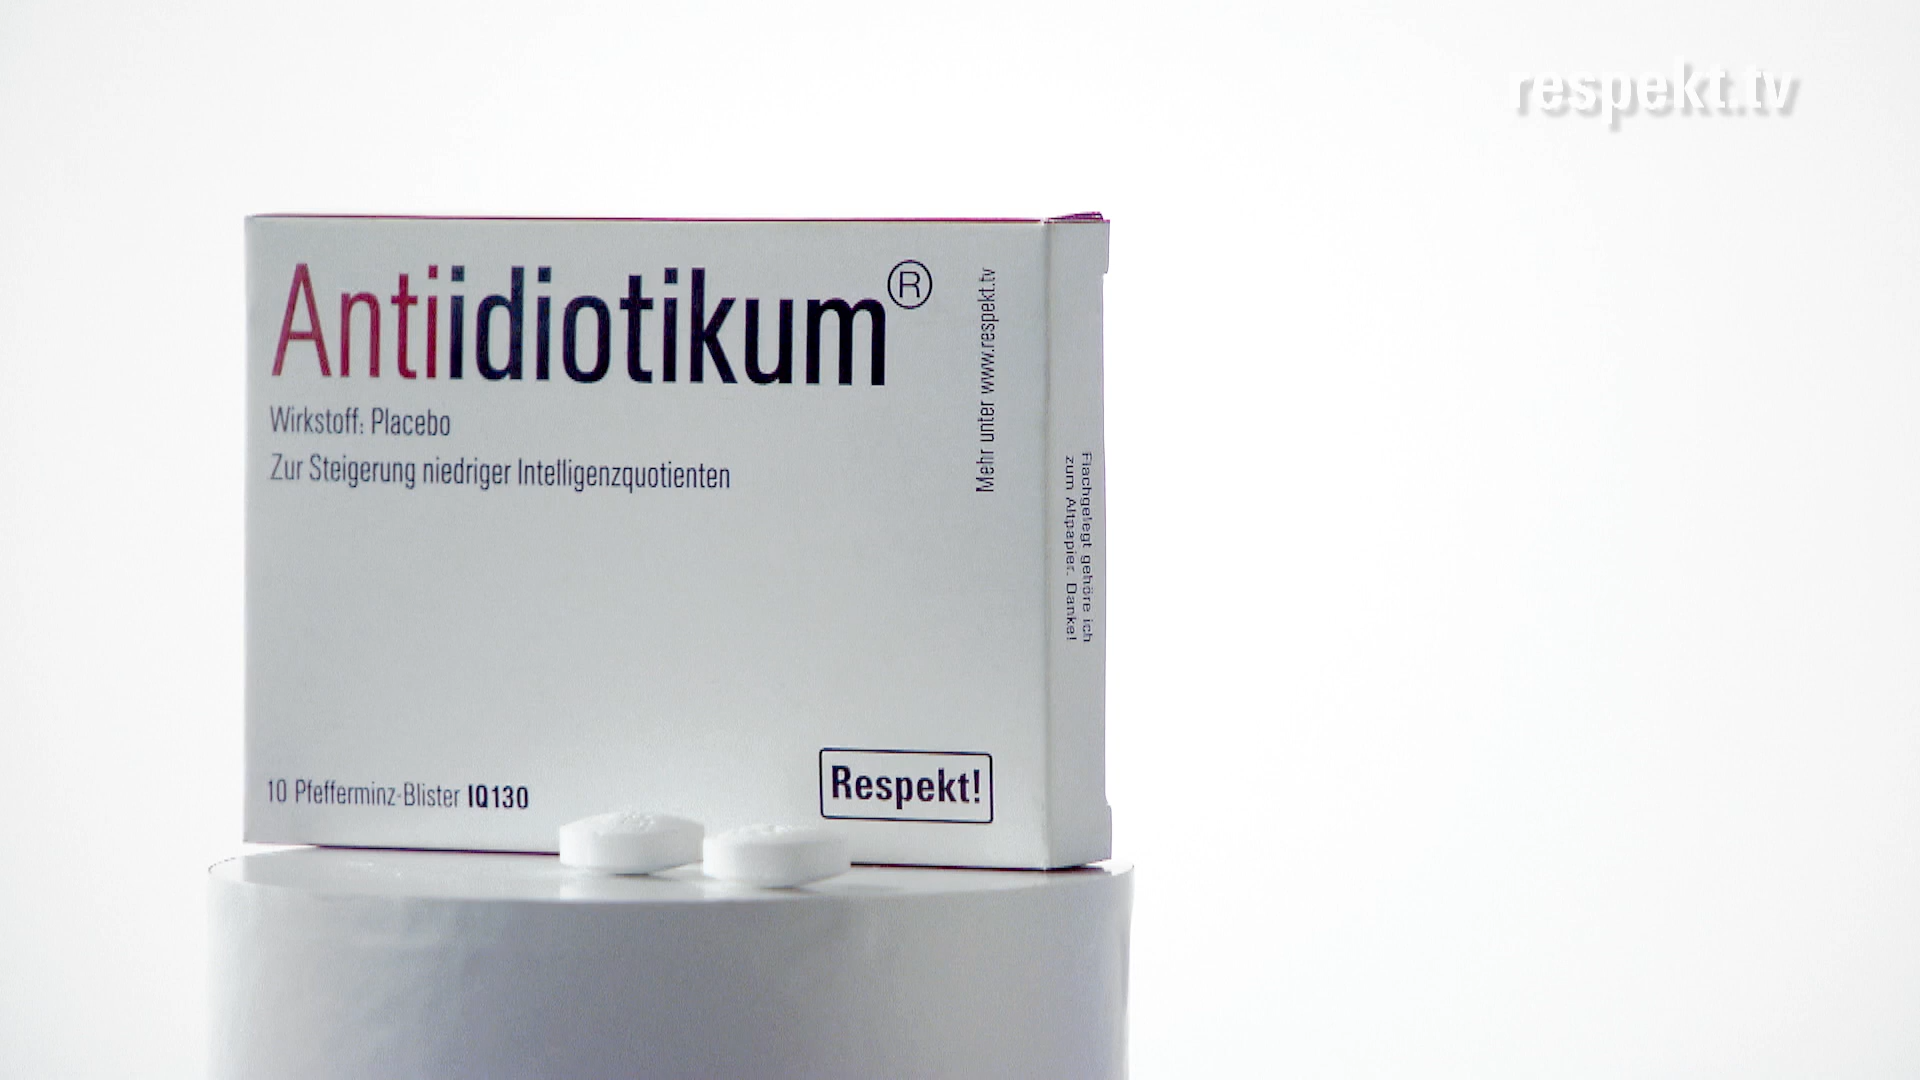 respekt.tv
Antiidiotikum®
Wirkstoff: Placebo
Zur Steigerung niedriger Intelligenzquotienten
Mehr unter www.respekt.tv
Flachgelegt gehöre ich
zum Altpapier. Danke!
10 Pfefferminz-Blister IQ130
Respekt!